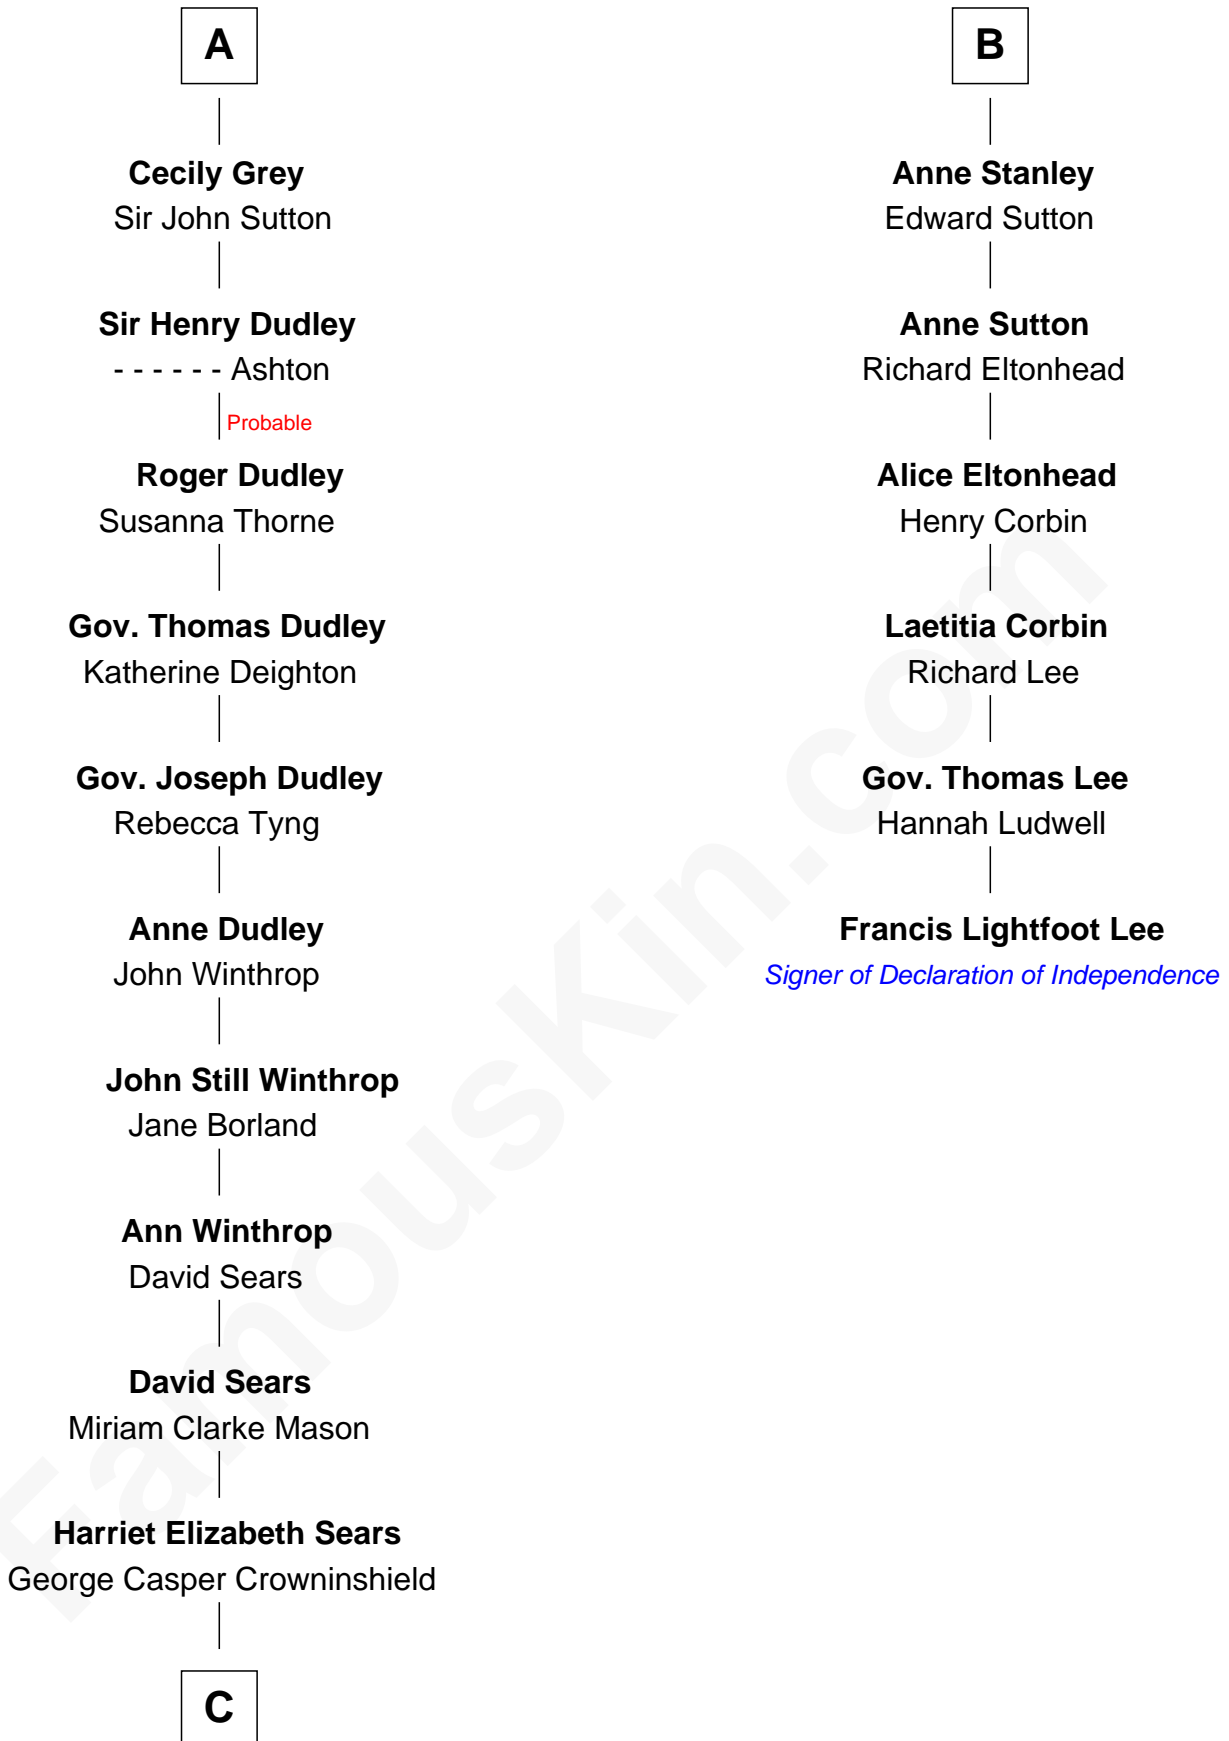 A
Cecily Grey
Sir John Sutton
Sir Henry Dudley
- - - - - - Ashton
Probable
Roger Dudley
Susanna Thorne
Gov. Thomas Dudley
Katherine Deighton
Gov. Joseph Dudley
Rebecca Tyng
Anne Dudley
John Winthrop
John Still Winthrop
Jane Borland
Ann Winthrop
David Sears
David Sears
Miriam Clarke Mason
Harriet Elizabeth Sears
George Casper Crowninshield
C
B
Anne Stanley
Edward Sutton
Anne Sutton
Richard Eltonhead
Alice Eltonhead
Henry Corbin
Laetitia Corbin
Richard Lee
Gov. Thomas Lee
Hannah Ludwell
Francis Lightfoot Lee
Signer of Declaration of Independence
FamousKin.com